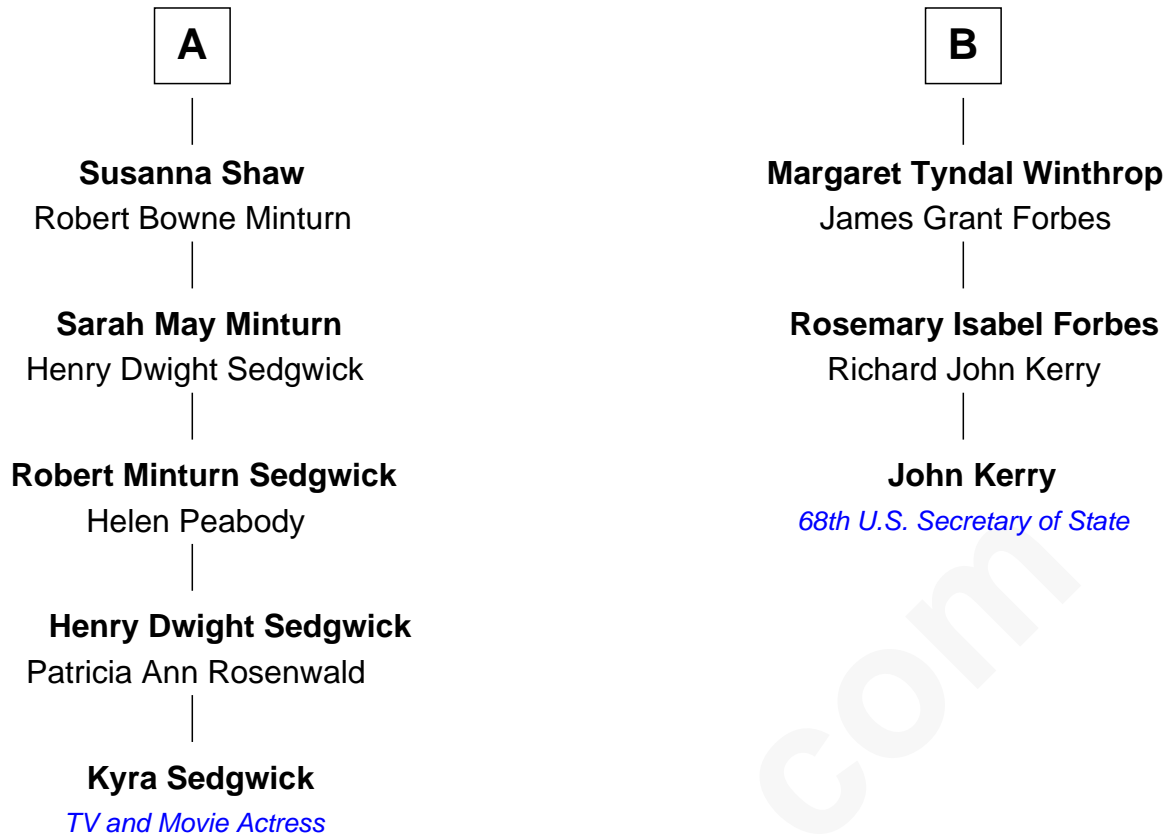 A
Susanna Shaw
Robert Bowne Minturn
Sarah May Minturn
Henry Dwight Sedgwick
Robert Minturn Sedgwick
Helen Peabody
Henry Dwight Sedgwick
Patricia Ann Rosenwald
Kyra Sedgwick
TV and Movie Actress
B
Margaret Tyndal Winthrop
James Grant Forbes
Rosemary Isabel Forbes
Richard John Kerry
John Kerry
68th U.S. Secretary of State
com